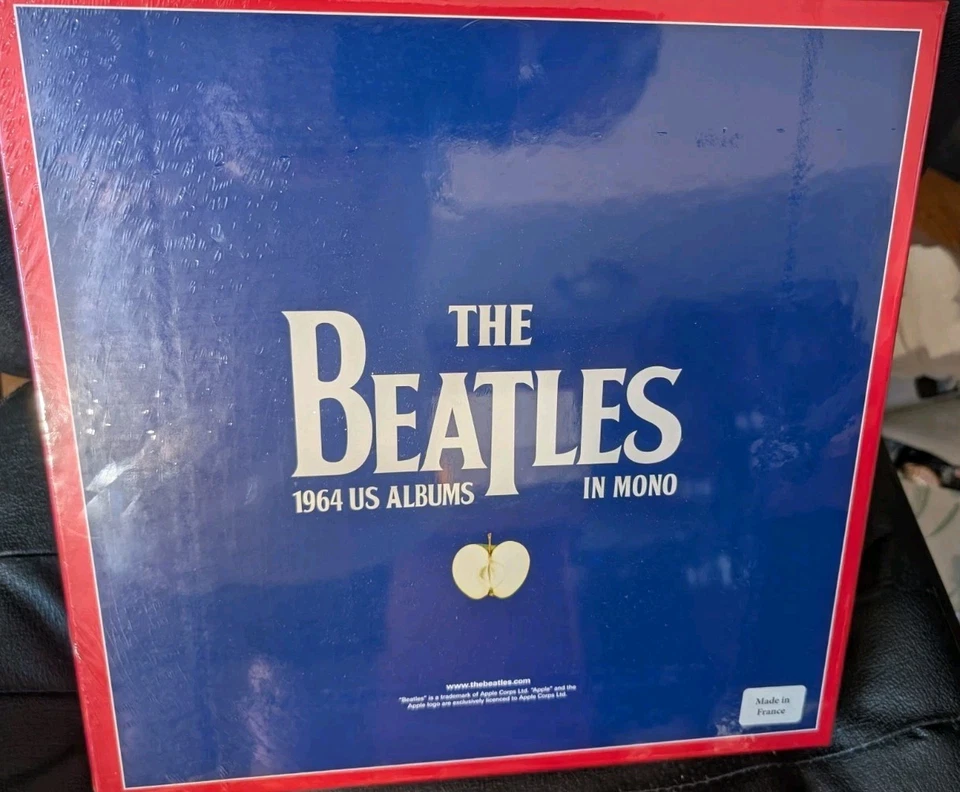 THE
BEATLES
1964 US ALBUMS IN MONO
www.thebeatles.com
"Beatles" is a trademark of Apple Corps Ltd. "Apple" and the
Apple logo are exclusively licenced to Apple Corps Ltd.
Made in
France